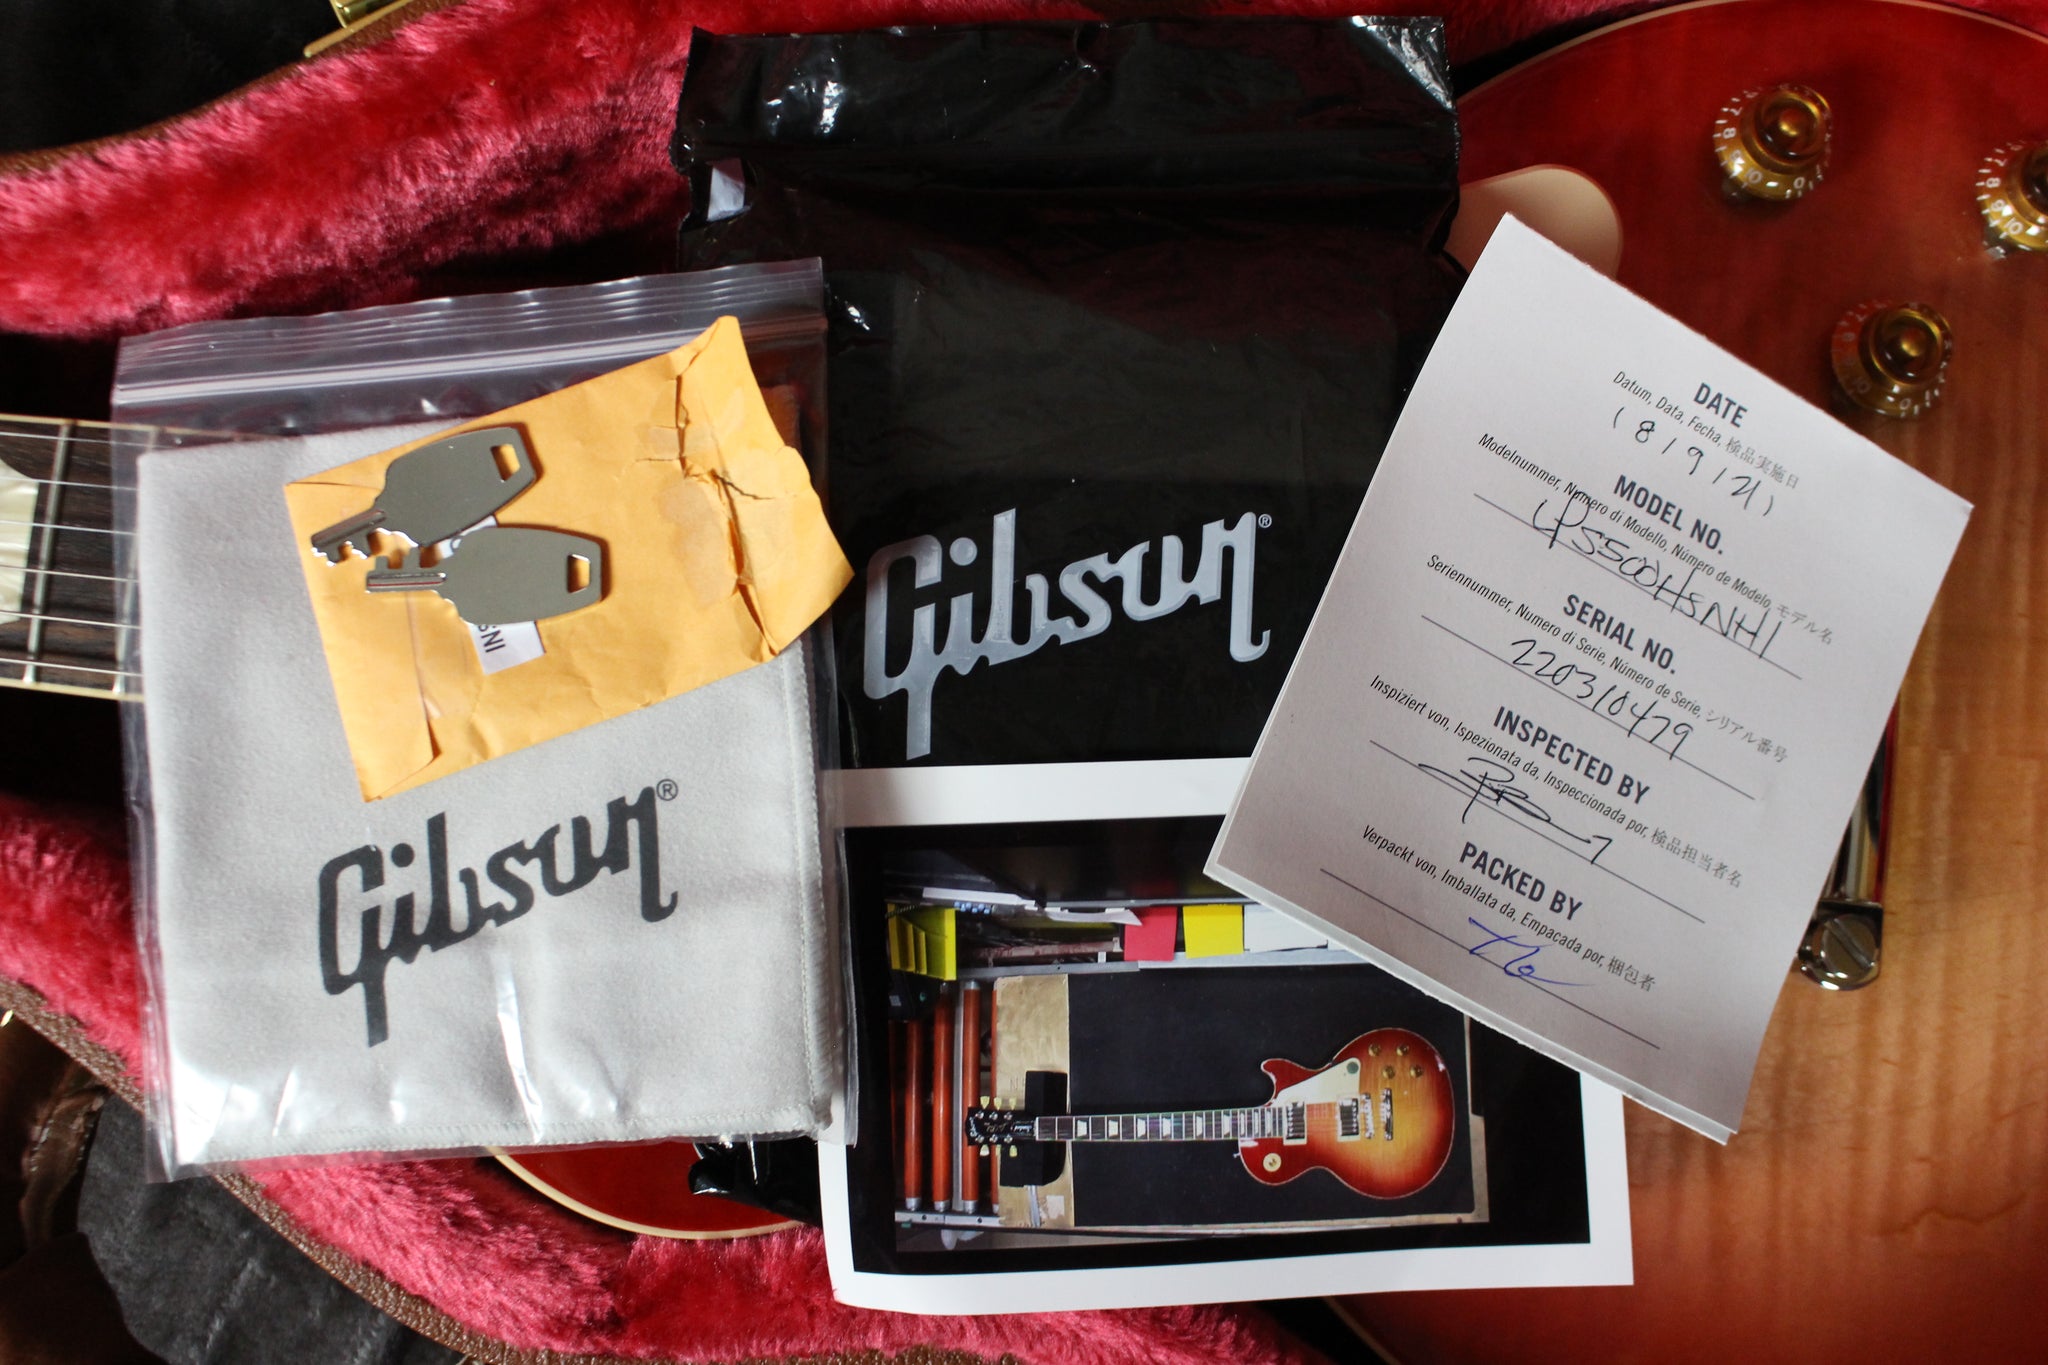 Gibson®
Gibson®
DATE
Datum, Data, Fecha, 検品実施日
18/9/21
MODEL NO.
Modelnummer, Numero di Modello, Número de Modelo, モデル名
LPS500HSNH1
SERIAL NO.
Seriennummer, Numero di Serie, Número de Serie, シリアル番号
220310479
INSPECTED BY
Inspiziert von, Ispezionata da, Inspeccionada por, 検品担当者名
PACKED BY
Verpackt von, Imballata da, Empacada por, 梱包者